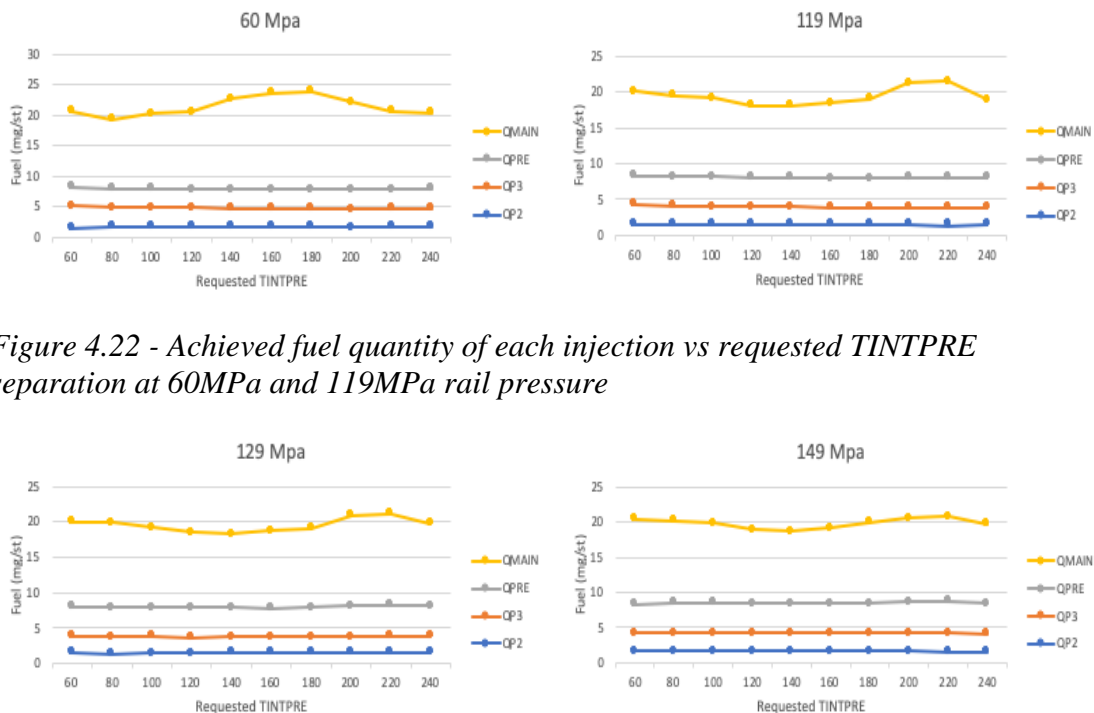 60 Mpa
30
25
20
15
10
5
0
Fuel (mg/st)
60 80 100 120 140 160 180 200 220 240
Requested TINTPRE
QMAIN
QPRE
QP3
QP2
119 Mpa
25
20
15
10
5
0
Fuel (mg/st)
60 80 100 120 140 160 180 200 220 240
Requested TINTPRE
QMAIN
QPRE
QP3
QP2
Figure 4.22 - Achieved fuel quantity of each injection vs requested TINTPRE
separation at 60MPa and 119MPa rail pressure
129 Mpa
25
20
15
10
5
0
Fuel (mg/st)
60 80 100 120 140 160 180 200 220 240
Requested TINTPRE
QMAIN
QPRE
QP3
QP2
149 Mpa
25
20
15
10
5
0
Fuel (mg/st)
60 80 100 120 140 160 180 200 220 240
Requested TINTPRE
QMAIN
QPRE
QP3
QP2